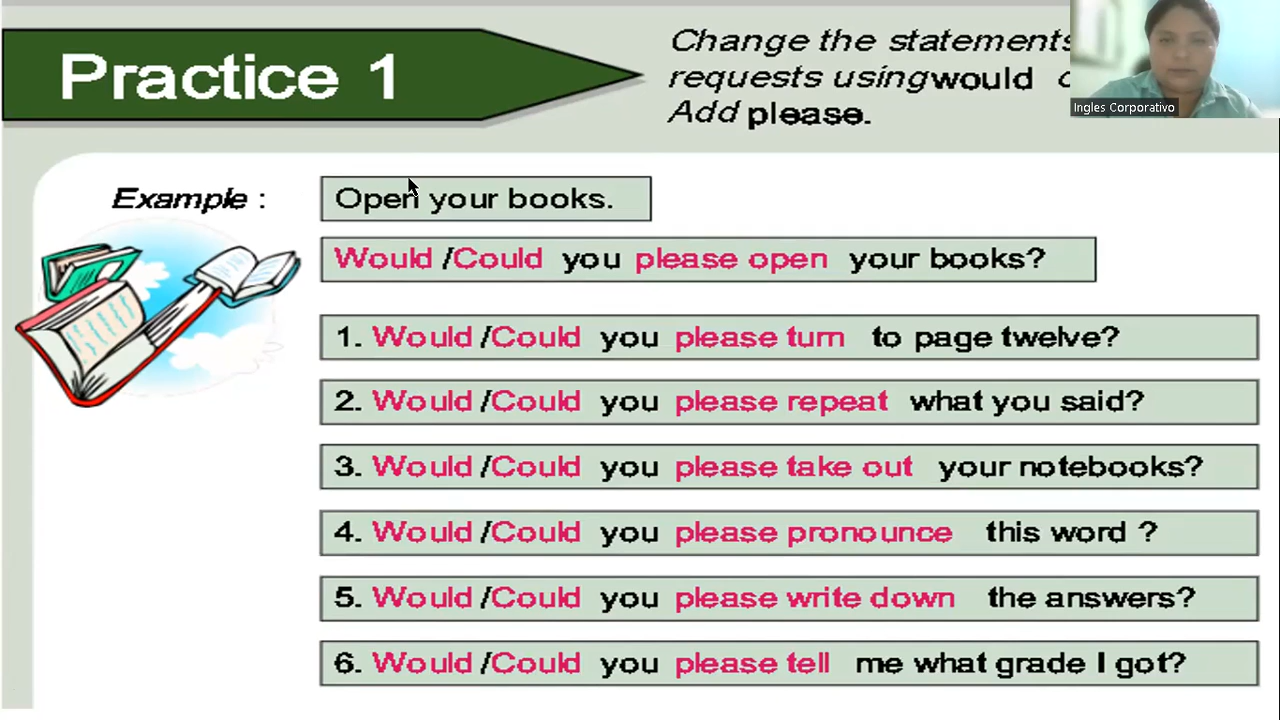 Practice 1
Change the statements
requests using would
Add please.
Ingles Corporativo
Example :
Open your books.
Would /Could you please open your books?
1. Would /Could you please turn to page twelve?
2. Would /Could you please repeat what you said?
3. Would /Could you please take out your notebooks?
4. Would /Could you please pronounce this word ?
5. Would /Could you please write down the answers?
6. Would /Could you please tell me what grade I got?